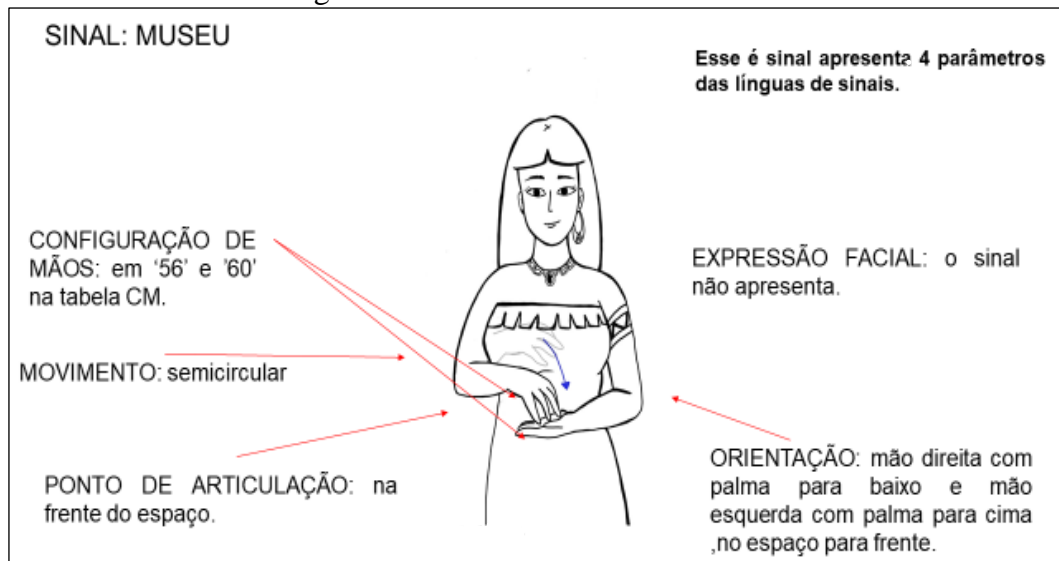 SINAL: MUSEU
Esse é sinal apresenta 4 parâmetros
das línguas de sinais.
CONFIGURAÇÃO DE
MÃOS: em ‘56’ e ’60’
na tabela CM.
EXPRESSÃO FACIAL: o sinal
não apresenta.
MOVIMENTO: semicircular
PONTO DE ARTICULAÇÃO: na
frente do espaço.
ORIENTAÇÃO: mão direita com
palma para baixo e mão
esquerda com palma para cima
,no espaço para frente.